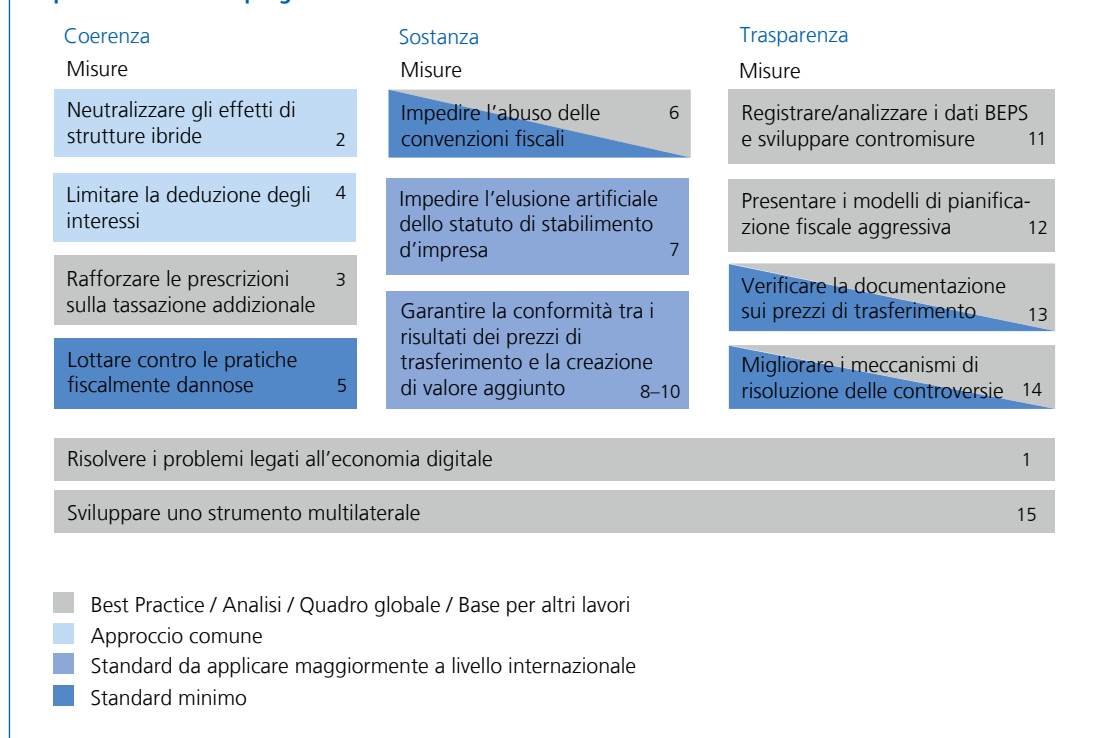 Coerenza
Misure
Neutralizzare gli effetti di
strutture ibride 2
Limitare la deduzione degli 4
interessi
Rafforzare le prescrizioni 3
sulla tassazione addizionale
Lottare contro le pratiche
fiscalmente dannose 5
Sostanza
Misure
Impedire l'abuso delle 6
convenzioni fiscali
Impedire l'elusione artificiale
dello statuto di stabilimento
d'impresa 7
Garantire la conformità tra i
risultati dei prezzi di
trasferimento e la creazione
di valore aggiunto 8–10
Trasparenza
Misure
Registrare/analizzare i dati BEPS
e sviluppare contromisure 11
Presentare i modelli di pianifica-
zione fiscale aggressiva 12
Verificare la documentazione
sui prezzi di trasferimento 13
Migliorare i meccanismi di
risoluzione delle controversie 14
Risolvere i problemi legati all'economia digitale 1
Sviluppare uno strumento multilaterale 15
Best Practice / Analisi / Quadro globale / Base per altri lavori
Approccio comune
Standard da applicare maggiormente a livello internazionale
Standard minimo